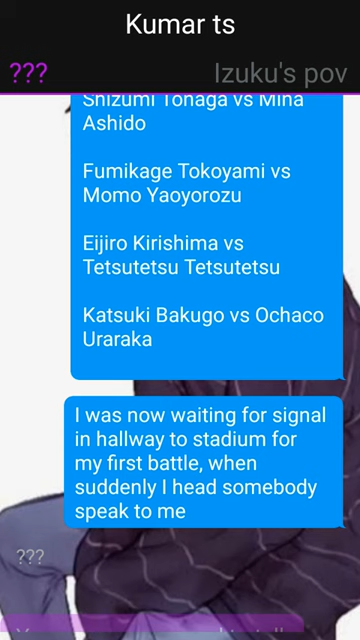 Kumar ts
??? Izuku's pov
Shizumi Tonaga vs Mina
Ashido
Fumikage Tokoyami vs
Momo Yaoyorozu
Eijiro Kirishima vs
Tetsutetsu Tetsutetsu
Katsuki Bakugo vs Ochaco
Uraraka
I was now waiting for signal
in hallway to stadium for
my first battle, when
suddenly I head somebody
speak to me
???